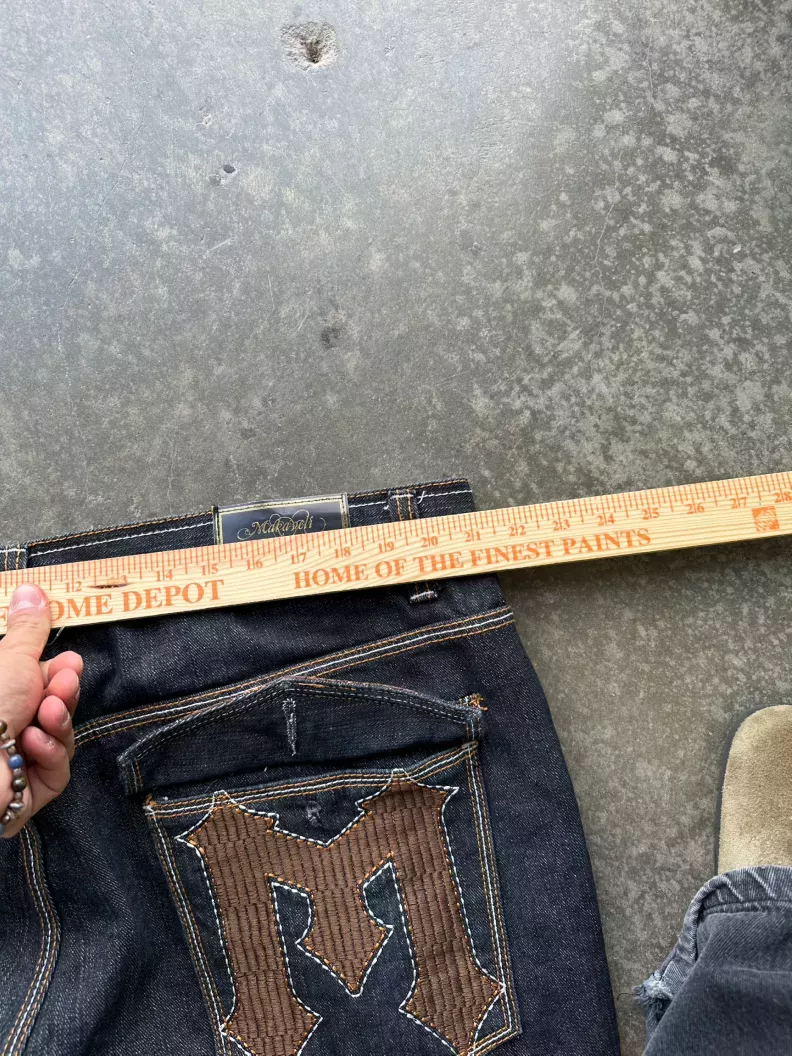 Makaveli
12 14 15 16 17 18 19 20 21 22 23 24 25 26 27 28
OME DEPOT HOME OF THE FINEST PAINTS
M